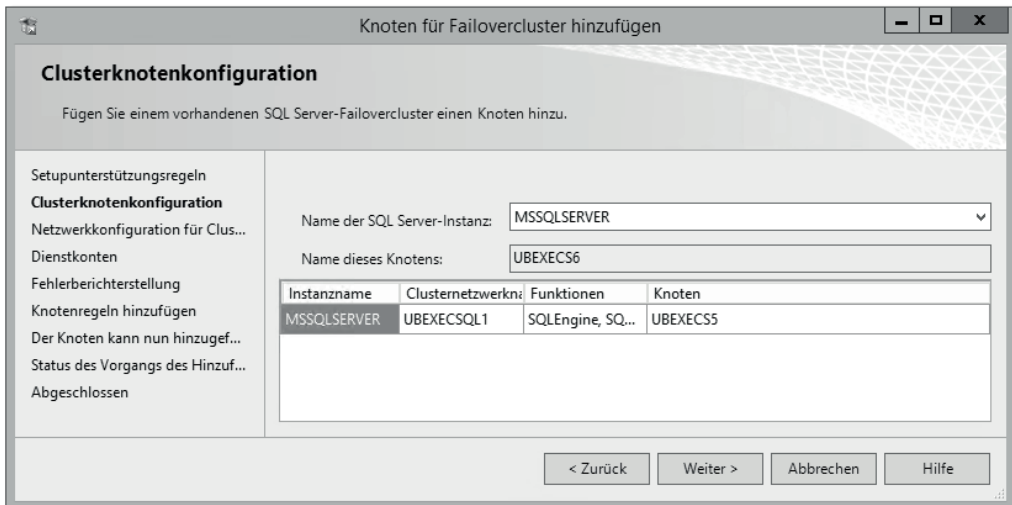 Knoten für Failovercluster hinzufügen
Clusterknotenkonfiguration
Fügen Sie einem vorhandenen SQL Server-Failovercluster einen Knoten hinzu.
Setupunterstützungsregeln
Clusterknotenkonfiguration
Netzwerkkonfiguration für Clus...
Dienstkonten
Fehlerberichterstellung
Knotenregeln hinzufügen
Der Knoten kann nun hinzugef...
Status des Vorgangs des Hinzuf...
Abgeschlossen
Name der SQL Server-Instanz: MSSQLSERVER
Name dieses Knotens: UBEXECS6
Instanzname Clusternetzwerkna Funktionen Knoten
MSSQLSERVER UBEXECSQL1 SQLEngine, SQ... UBEXECS5
< Zurück Weiter > Abbrechen Hilfe